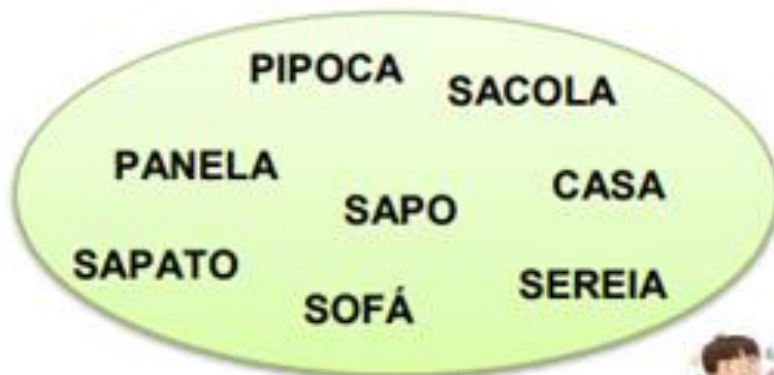 PIPOCA
SACOLA
PANELA
CASA
SAPO
SAPATO
SEREIA
SOFÁ